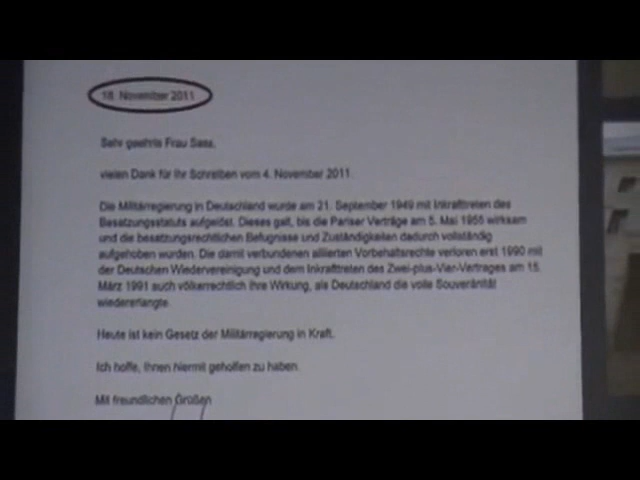 18. November 2011
Sehr geehrte Frau Sass,
vielen Dank für Ihr Schreiben vom 4. November 2011.
Die Militärregierung in Deutschland wurde am 21. September 1949 mit Inkrafttreten des
Besatzungsstatuts aufgelöst. Dieses galt, bis die Pariser Verträge am 5. Mai 1955 wirksam
und die besatzungsrechtlichen Befugnisse und Zuständigkeiten dadurch vollständig
aufgehoben wurden. Die damit verbundenen alliierten Vorbehaltsrechte verloren erst 1990 mit
der Deutschen Wiedervereinigung und dem Inkrafttreten des Zwei-plus-Vier-Vertrages am 15.
März 1991 auch völkerrechtlich ihre Wirkung, als Deutschland die volle Souveränität
wiedererlangte.
Heute ist kein Gesetz der Militärregierung in Kraft.
Ich hoffe, Ihnen hiermit geholfen zu haben.
Mit freundlichen Grüßen